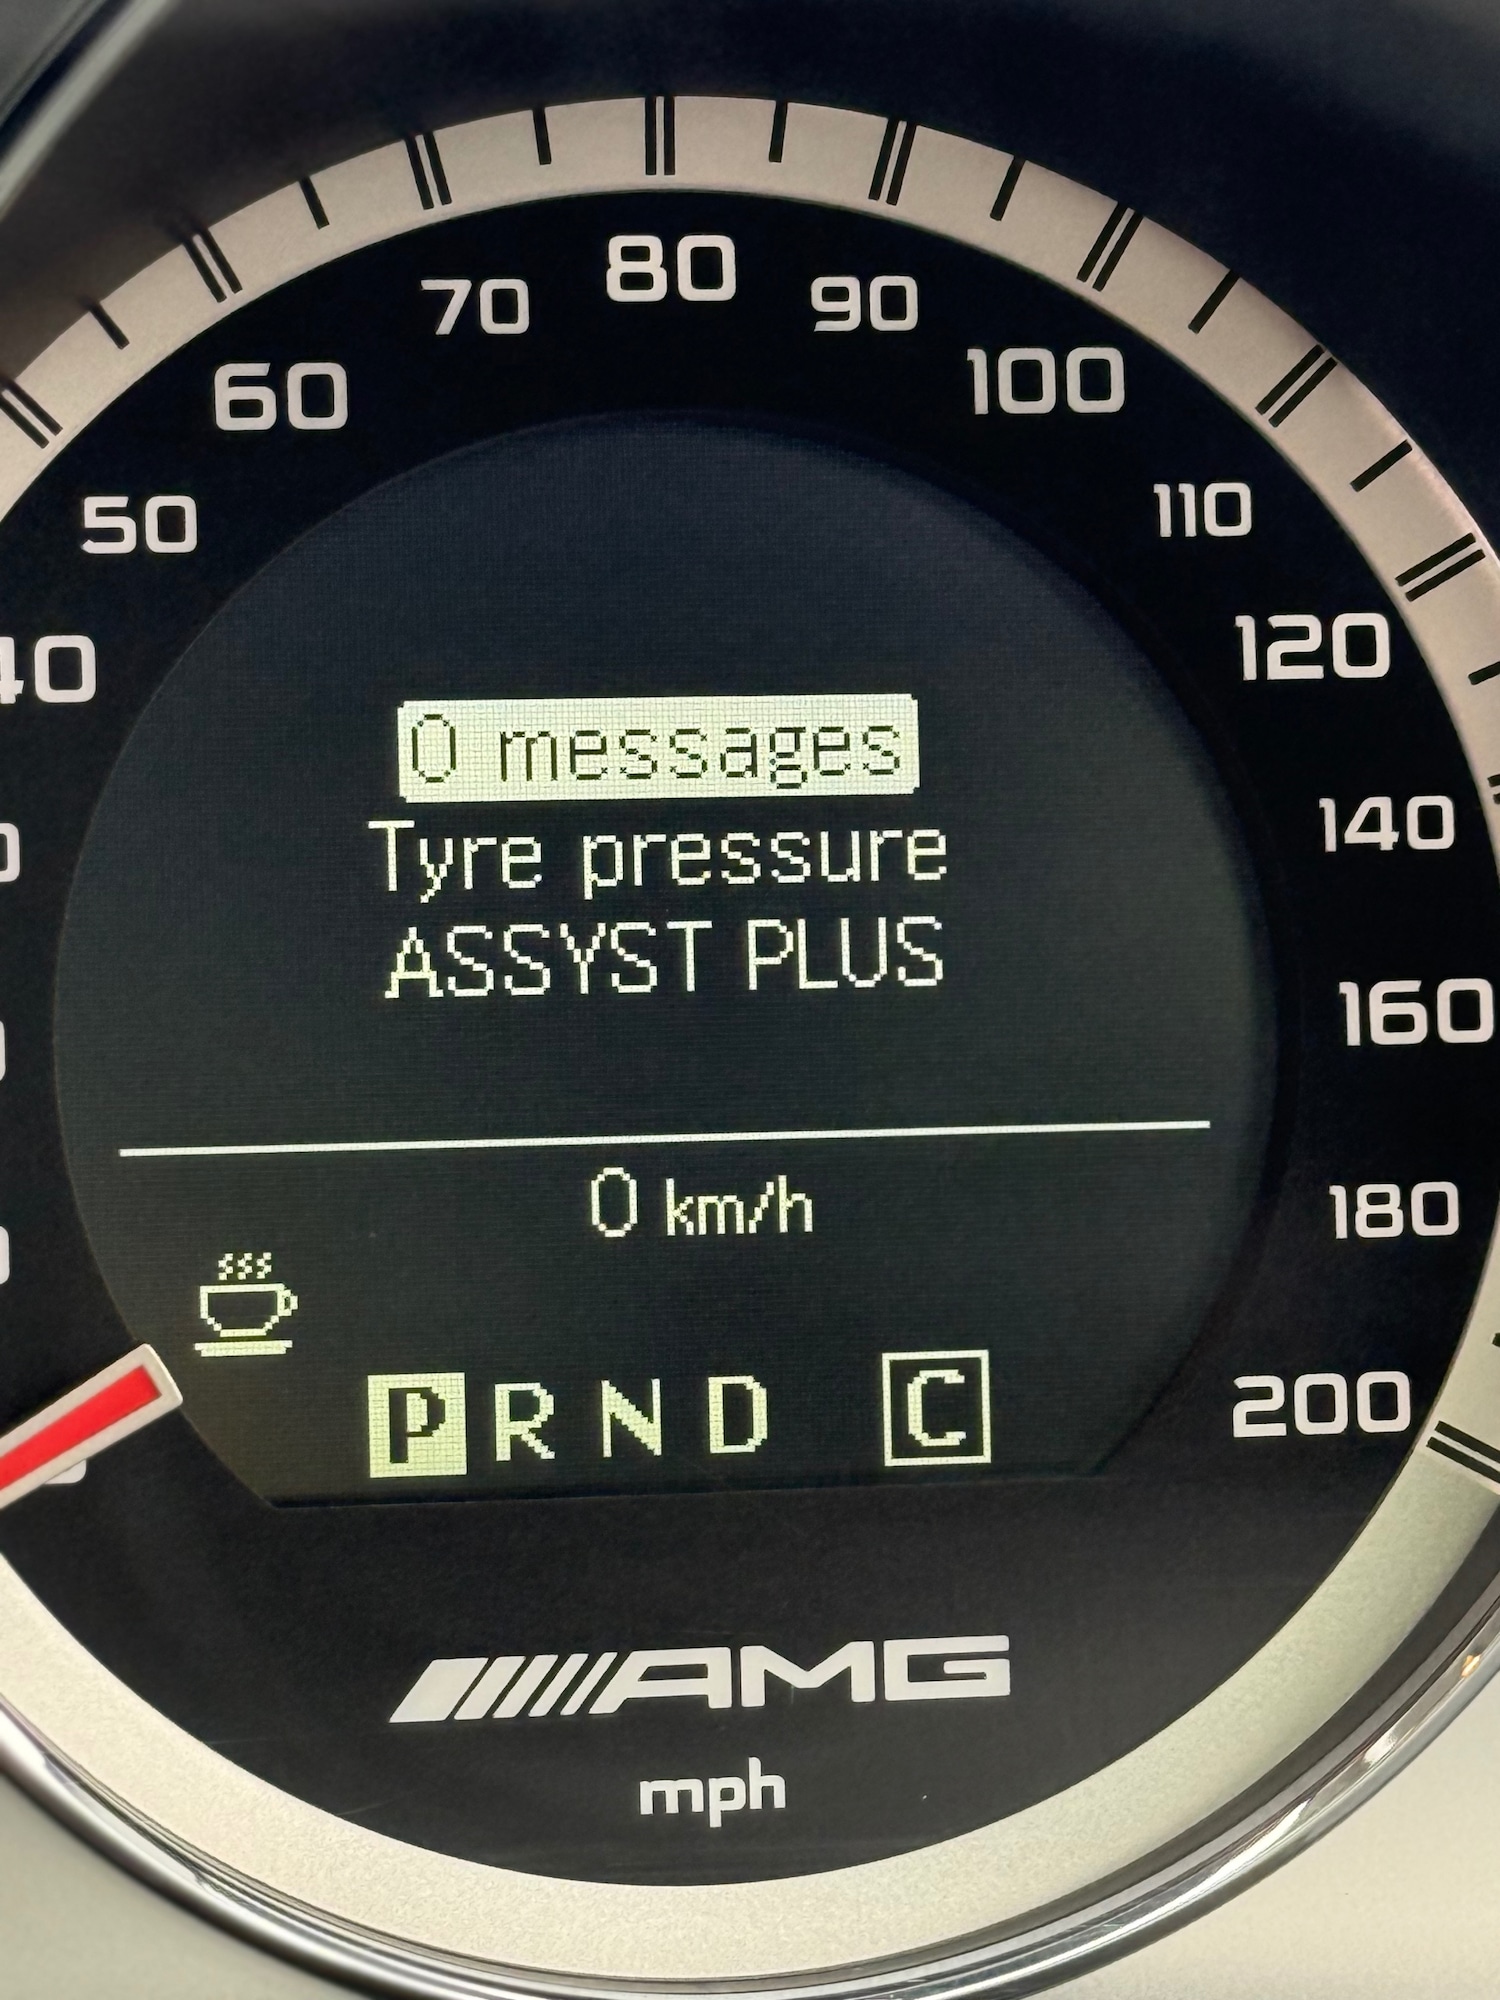 80
70
90
60
100
50
110
40
120
140
160
180
200
0 messages
Tyre pressure
ASSYST PLUS
0 km/h
P R N D C
AMG
mph